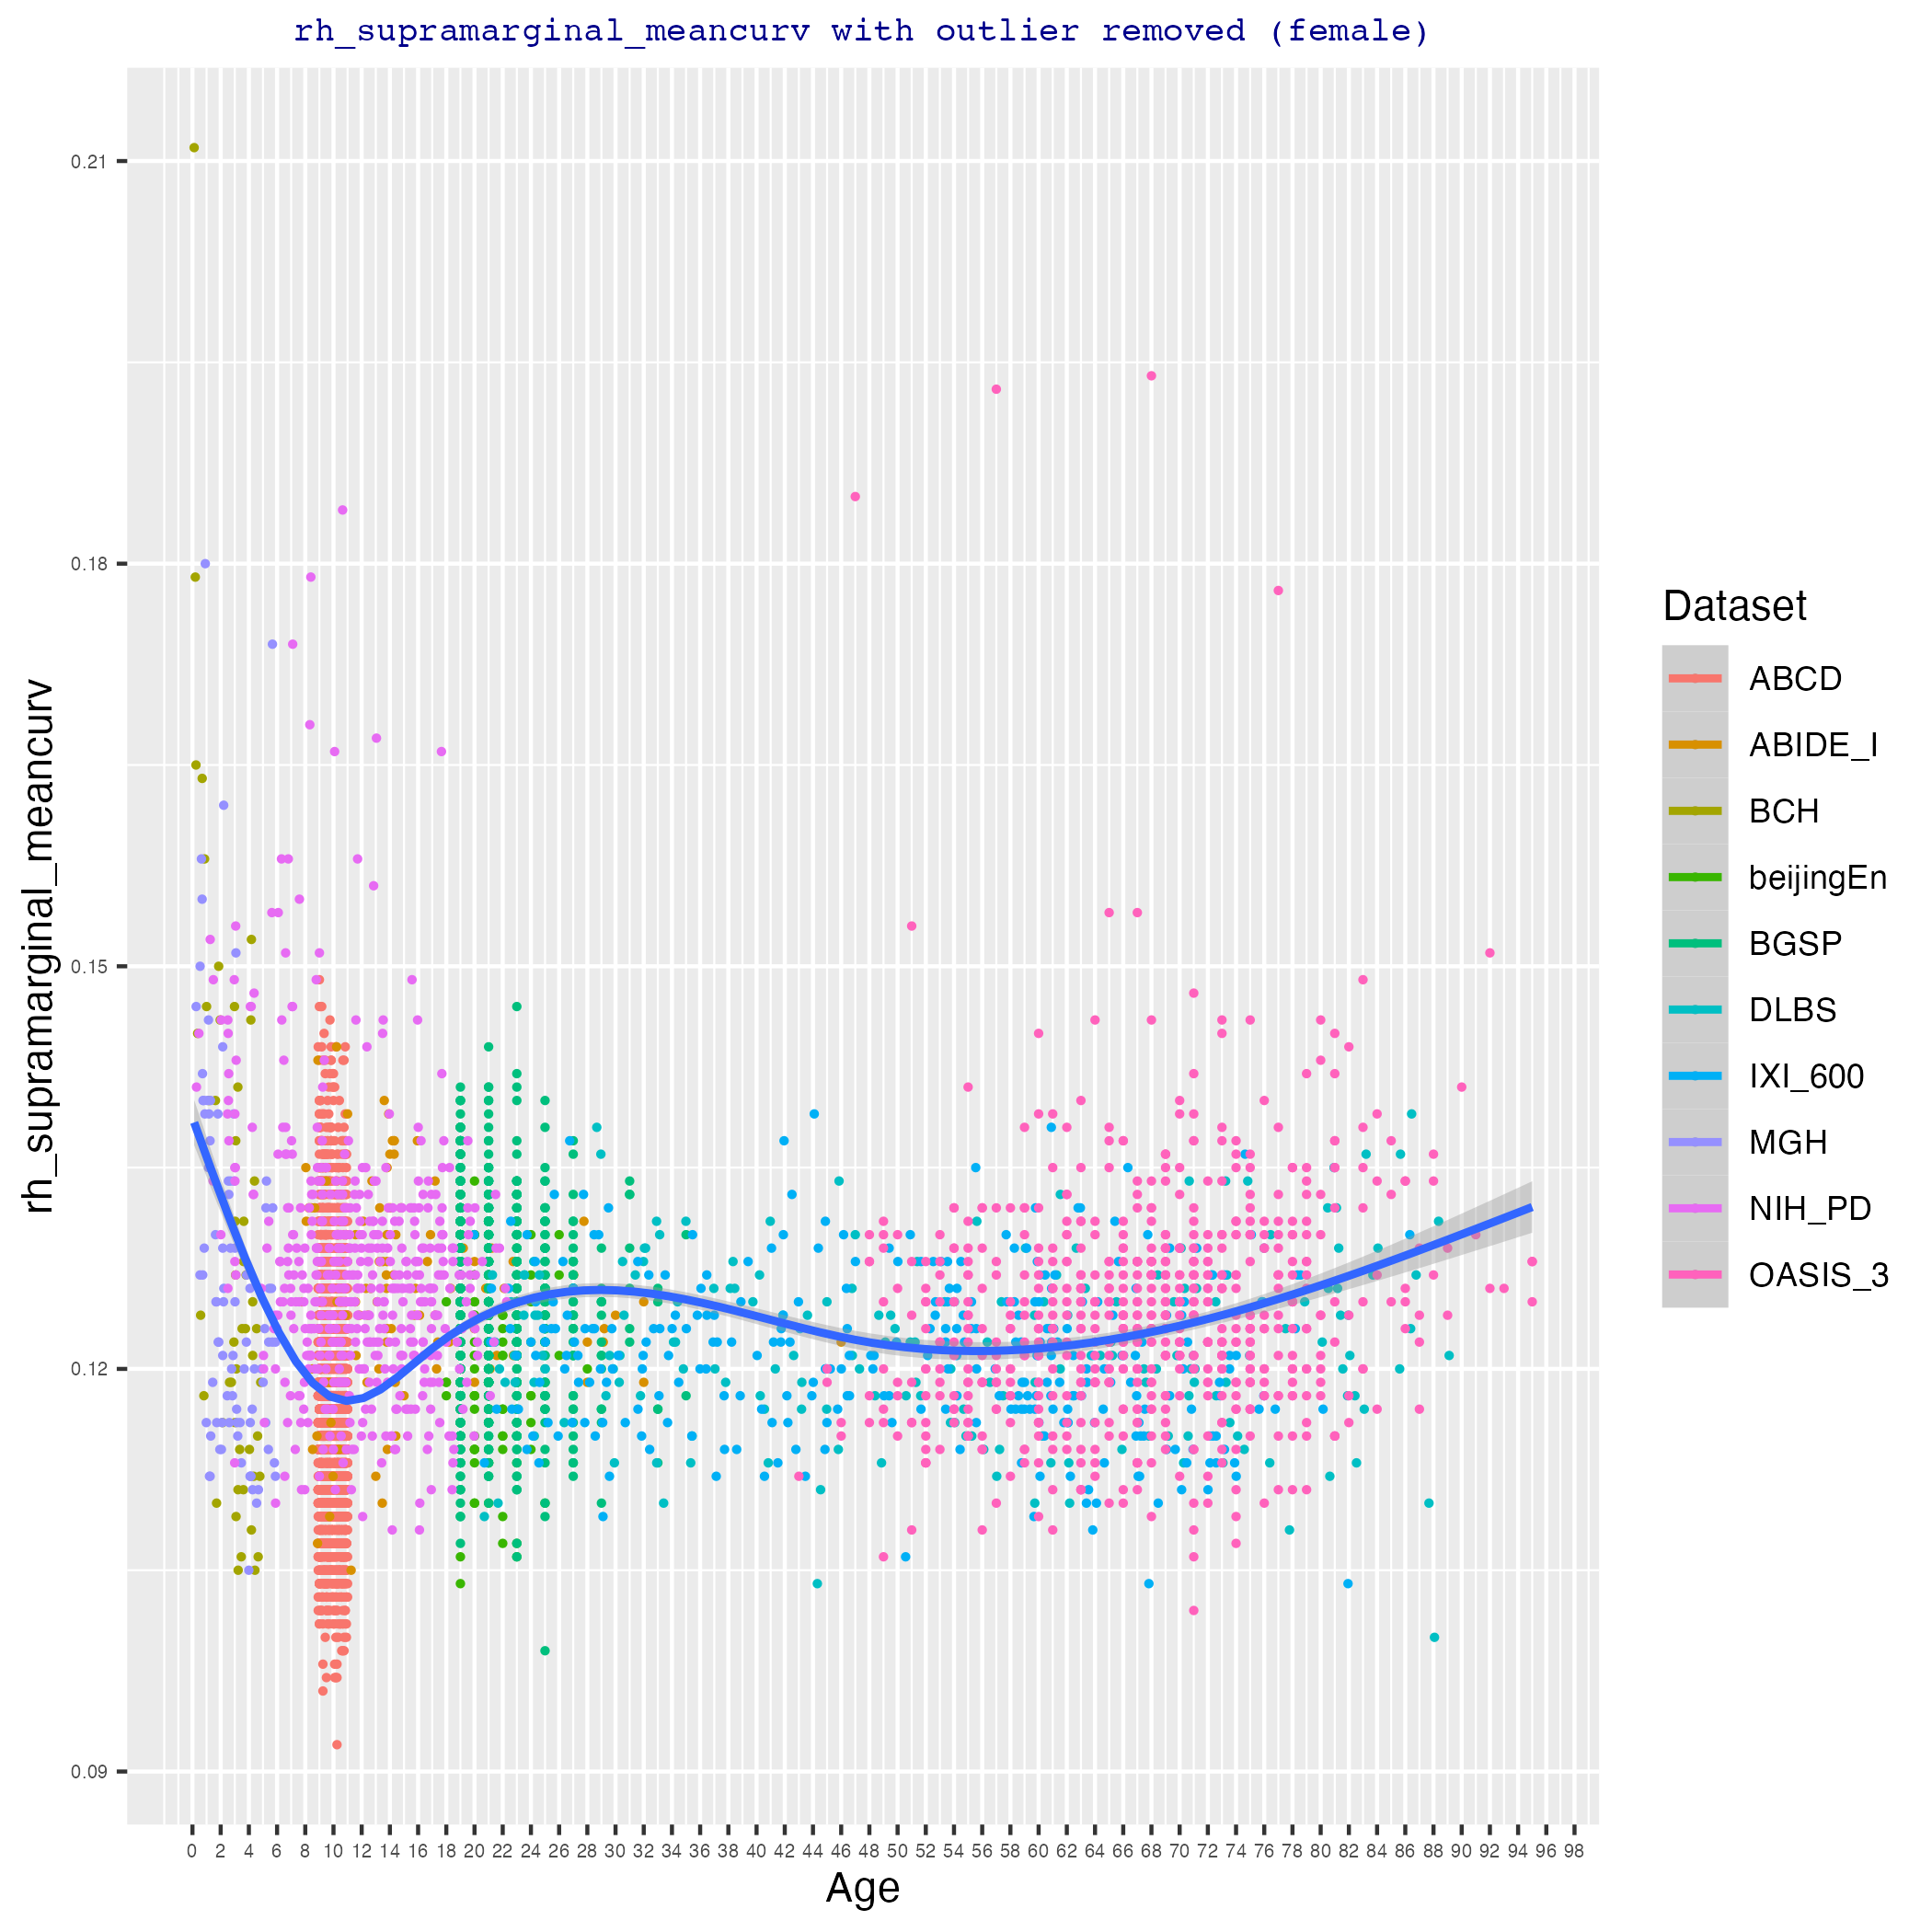 rh_supramarginal_meancurv with outlier removed (female)
rh_supramarginal_meancurv
0.21
0.18
0.15
0.12
0.09
0 2 4 6 8 10 12 14 16 18 20 22 24 26 28 30 32 34 36 38 40 42 44 46 48 50 52 54 56 58 60 62 64 66 68 70 72 74 76 78 80 82 84 86 88 90 92 94 96 98
Age
Dataset
ABCD
ABIDE_I
BCH
beijingEn
BGSP
DLBS
IXI_600
MGH
NIH_PD
OASIS_3